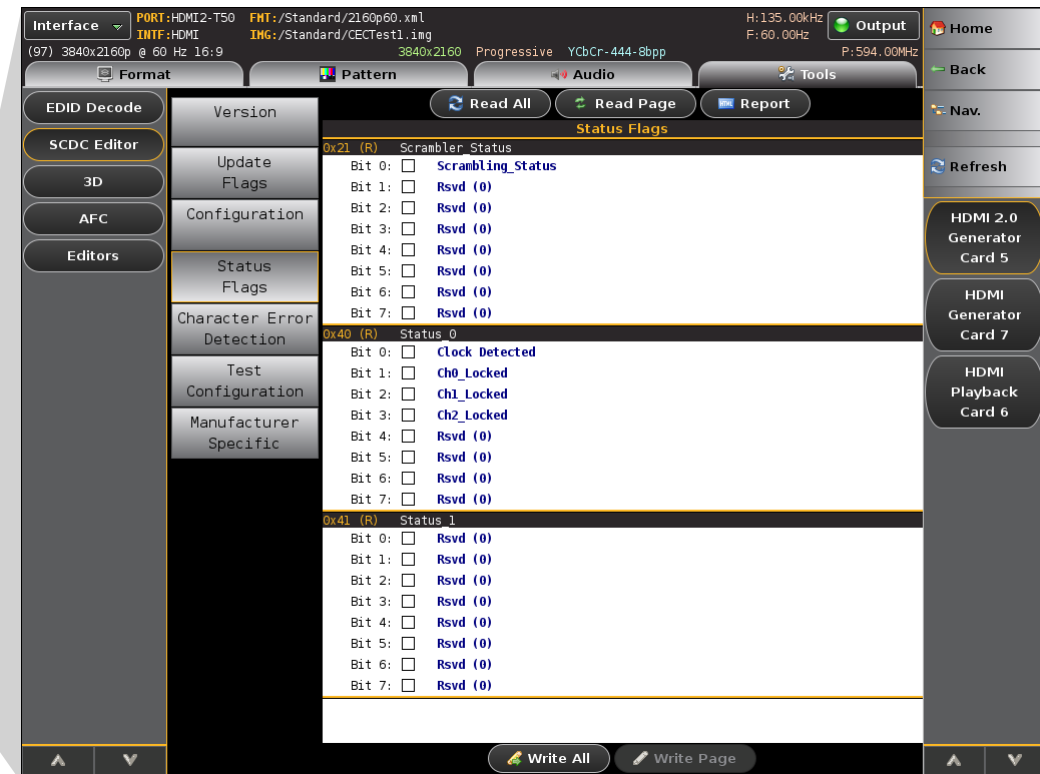 Interface
PORT:HDMI2-T50 FMT:/Standard/2160p60.xml
INTF:HDMI IMG:/Standard/CECTest1.img
H:135.00kHz
F:60.00Hz
Output
(97) 3840x2160p @ 60 Hz 16:9 3840x2160 Progressive YCbCr-444-8bpp P:594.00MHz
Format Pattern Audio Tools
EDID Decode
SCDC Editor
3D
AFC
Editors
Version
Update
Flags
Configuration
Status
Flags
Character Error
Detection
Test
Configuration
Manufacturer
Specific
Read All Read Page Report
Status Flags
0x21 (R) Scrambler_Status
Bit 0: Scrambling_Status
Bit 1: Rsvd (0)
Bit 2: Rsvd (0)
Bit 3: Rsvd (0)
Bit 4: Rsvd (0)
Bit 5: Rsvd (0)
Bit 6: Rsvd (0)
Bit 7: Rsvd (0)
0x40 (R) Status_0
Bit 0: Clock Detected
Bit 1: Ch0_Locked
Bit 2: Ch1_Locked
Bit 3: Ch2_Locked
Bit 4: Rsvd (0)
Bit 5: Rsvd (0)
Bit 6: Rsvd (0)
Bit 7: Rsvd (0)
0x41 (R) Status_1
Bit 0: Rsvd (0)
Bit 1: Rsvd (0)
Bit 2: Rsvd (0)
Bit 3: Rsvd (0)
Bit 4: Rsvd (0)
Bit 5: Rsvd (0)
Bit 6: Rsvd (0)
Bit 7: Rsvd (0)
Write All Write Page
Home
Back
Nav.
Refresh
HDMI 2.0
Generator
Card 5
HDMI
Generator
Card 7
HDMI
Playback
Card 6